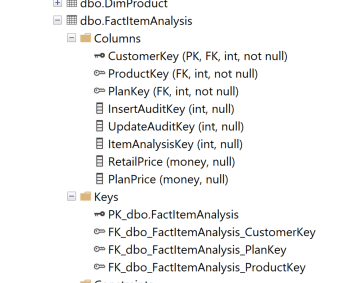 dbo.DimProduct
dbo.FactItemAnalysis
Columns
CustomerKey (PK, FK, int, not null)
ProductKey (FK, int, not null)
PlanKey (FK, int, not null)
InsertAuditKey (int, null)
UpdateAuditKey (int, null)
ItemAnalysisKey (int, null)
RetailPrice (money, null)
PlanPrice (money, null)
Keys
PK_dbo.FactItemAnalysis
FK_dbo_FactItemAnalysis_CustomerKey
FK_dbo_FactItemAnalysis_PlanKey
FK_dbo_FactItemAnalysis_ProductKey